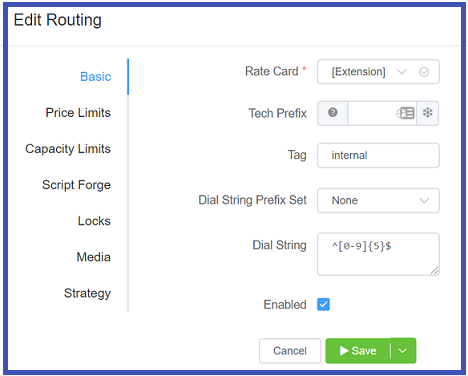 Edit Routing
Basic
Price Limits
Capacity Limits
Script Forge
Locks
Media
Strategy
Rate Card * [Extension]
Tech Prefix
Tag internal
Dial String Prefix Set None
Dial String ^[0-9]{5}$
Enabled
Cancel Save